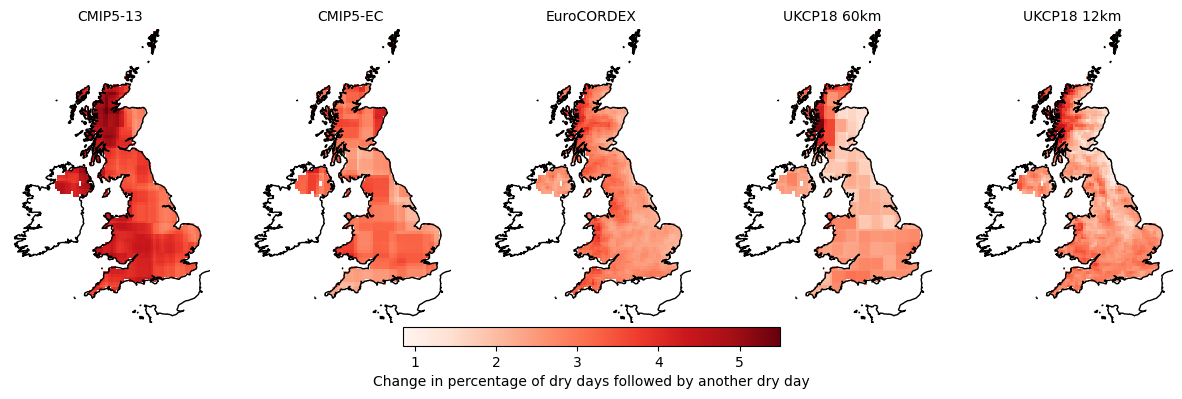 CMIP5-13 CMIP5-EC EuroCORDEX UKCP18 60km UKCP18 12km
1 2 3 4 5
Change in percentage of dry days followed by another dry day